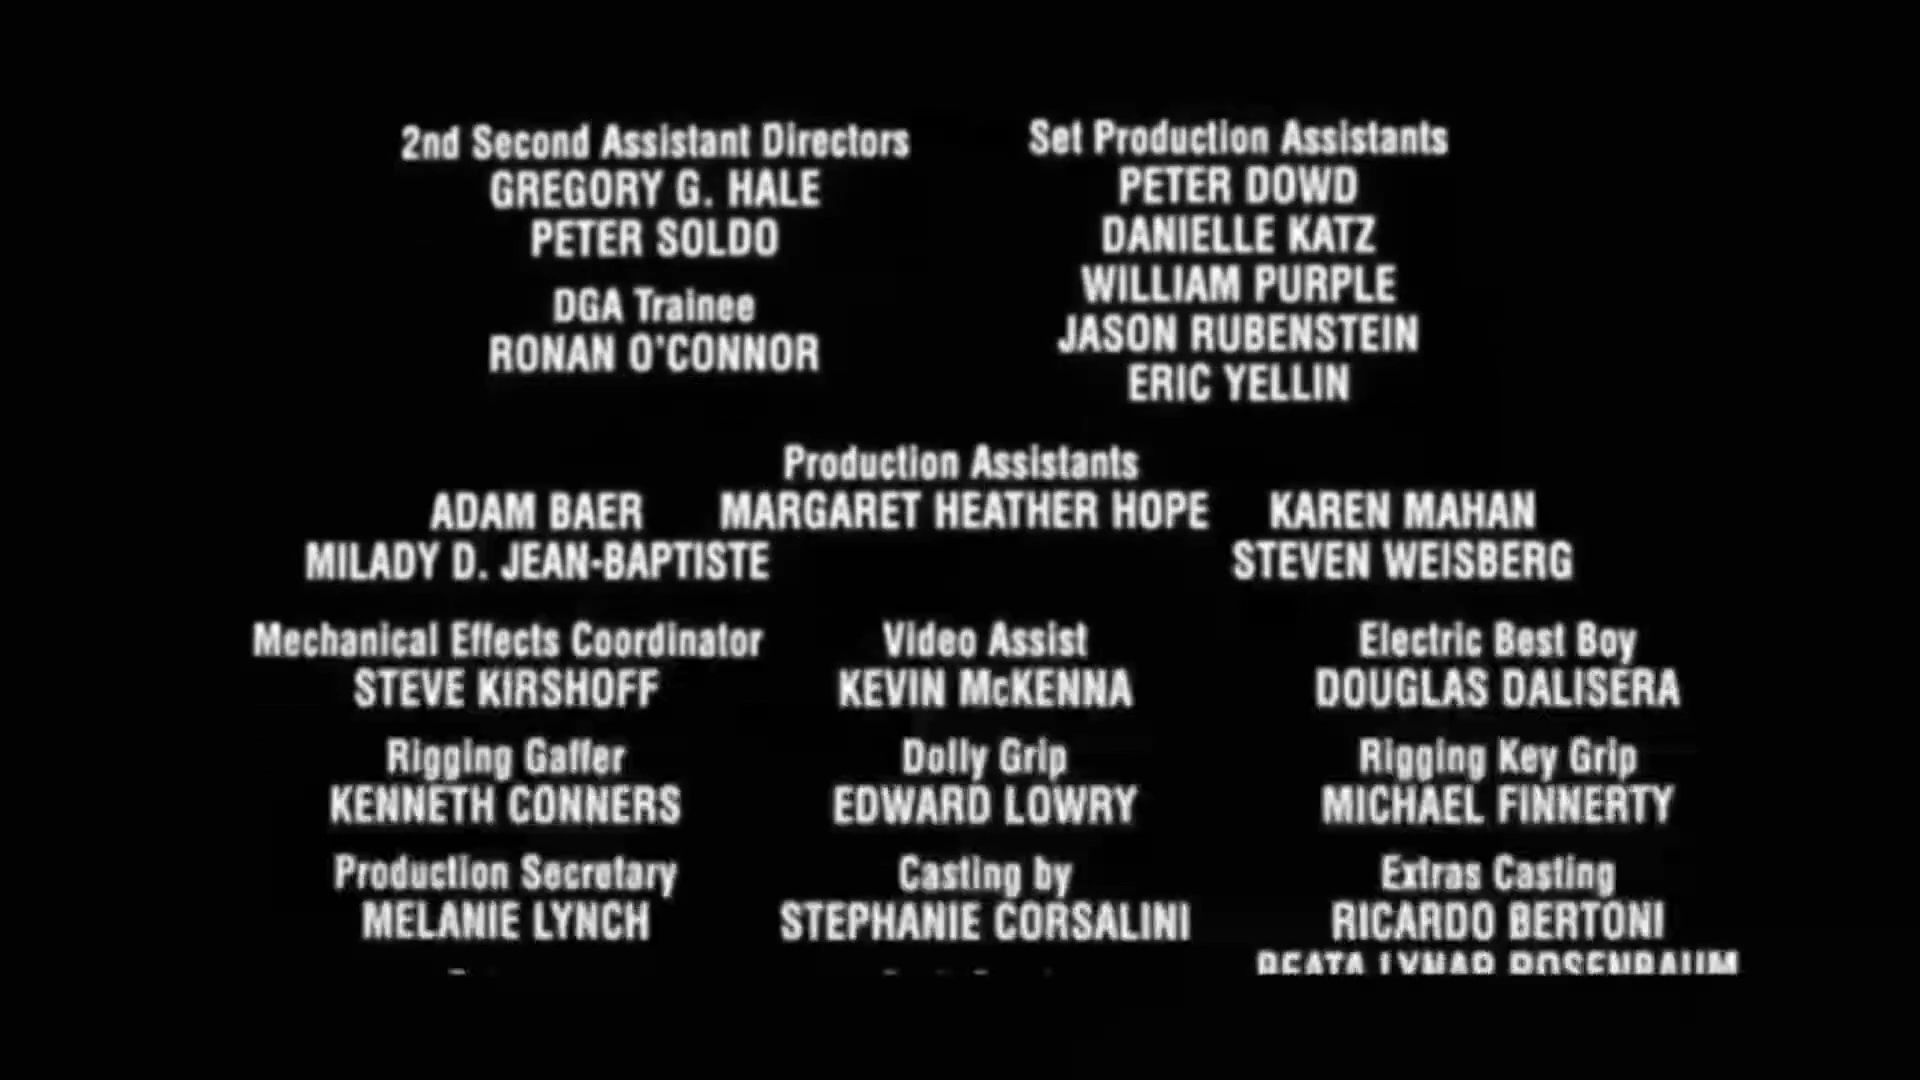 2nd Second Assistant Directors
GREGORY G. HALE
PETER SOLDO
DGA Trainee
RONAN O'CONNOR
Set Production Assistants
PETER DOWD
DANIELLE KATZ
WILLIAM PURPLE
JASON RUBENSTEIN
ERIC YELLIN
Production Assistants
ADAM BAER MARGARET HEATHER HOPE KAREN MAHAN
MILADY D. JEAN-BAPTISTE STEVEN WEISBERG
Mechanical Effects Coordinator
STEVE KIRSHOFF
Video Assist
KEVIN McKENNA
Electric Best Boy
DOUGLAS DALISERA
Rigging Gaffer
KENNETH CONNERS
Dolly Grip
EDWARD LOWRY
Rigging Key Grip
MICHAEL FINNERTY
Production Secretary
MELANIE LYNCH
Casting by
STEPHANIE CORSALINI
Extras Casting
RICARDO BERTONI